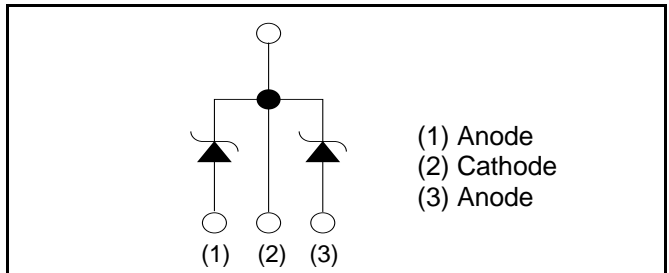 (1) Anode
(2) Cathode
(3) Anode
(1) (2) (3)